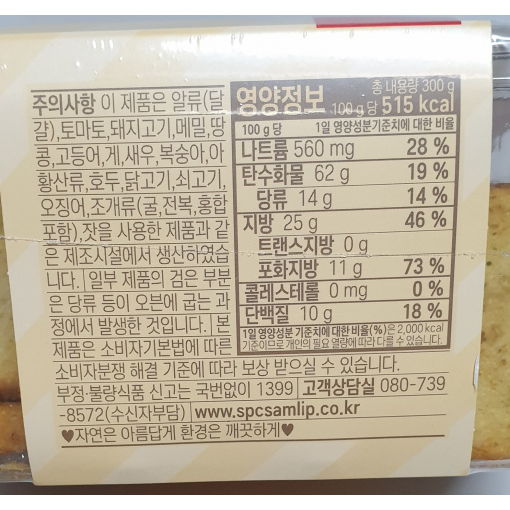 주의사항 이 제품은 알류(달
걀),토마토,돼지고기,메밀,땅
콩,고등어,게,새우,복숭아,아
황산류,호두,닭고기,쇠고기,
오징어,조개류(굴,전복,홍합
포함),잣을 사용한 제품과 같
은 제조시설에서 생산하였습
니다. | 일부 제품의 검은 부분
은 당류 등이 오븐에 굽는 과
정에서 발생한 것입니다. | 본
제품은 소비자기본법에 따른
소비자분쟁 해결 기준에 따라 보상 받으실 수 있습니다.
부정·불량식품 신고는 국번없이 1399 | 고객상담실 080-739
-8572(수신자부담) | www.spcsamlip.co.kr
♥자연은 아름답게 환경은 깨끗하게♥
영양정보 총 내용량 300 g
100 g 당 515 kcal
100 g 당 1일 영양성분기준치에 대한 비율
나트륨 560 mg 28 %
탄수화물 62 g 19 %
당류 14 g 14 %
지방 25 g 46 %
트랜스지방 0 g
포화지방 11 g 73 %
콜레스테롤 0 mg 0 %
단백질 10 g 18 %
1일 영양성분 기준치에 대한 비율(%)은 2,000 kcal
기준이므로 개인의 필요 열량에 따라 다를 수 있습니다.